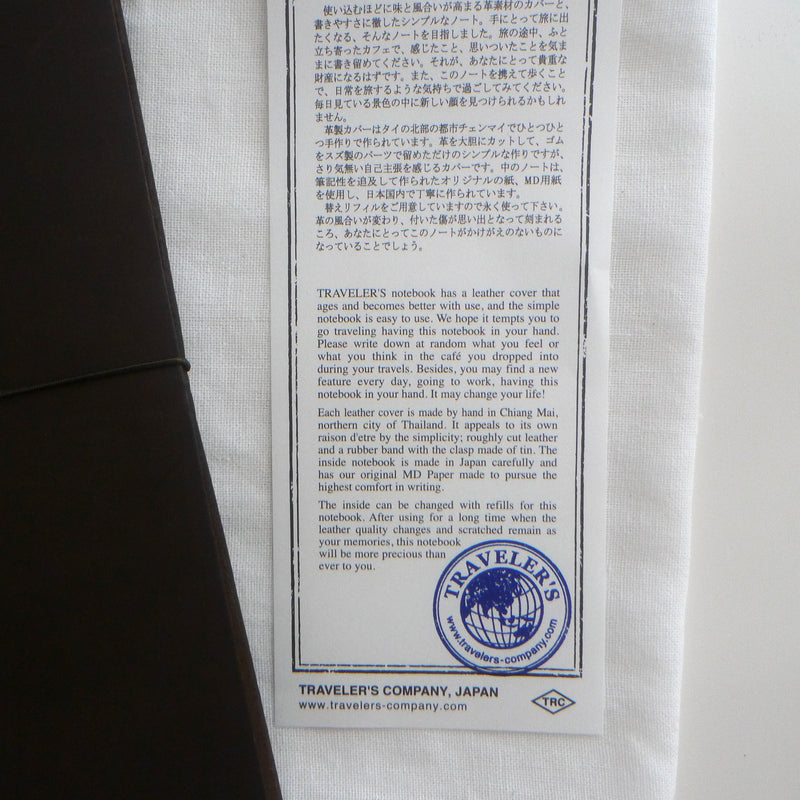 使い込むほどに味と風合いが高まる革素材のカバーと、
書きやすさに徹したシンプルなノート。手にとって旅に出
たくなる、そんなノートを目指しました。旅の途中、ふと
立ち寄ったカフェで、感じたこと、思いついたことを気ま
まに書き留めてください。それが、あなたにとって貴重な
財産になるはずです。また、このノートを携えて歩くこと
で、日常を旅するような気持ちで過ごしてみてください。
毎日見ている景色の中に新しい顔を見つけられるかもしれ
ません。
革製カバーはタイの北部の都市チェンマイでひとつひと
つ手作りで作られています。革を大胆にカットして、ゴム
をスズ製のパーツで留めただけのシンプルな作りですが、
さり気無い自己主張を感じるカバーです。中のノートは、
筆記性を追及して作られたオリジナルの紙、MD用紙
を使用し、日本国内で丁寧に作られています。
替えリフィルをご用意していますので永く使って下さい。
革の風合いが変わり、付いた傷が思い出となって刻まれる
ころ、あなたにとってこのノートがかけがえのないものに
なっていることでしょう。
TRAVELER'S notebook has a leather cover that
ages and becomes better with use, and the simple
notebook is easy to use. We hope it tempts you to
go traveling having this notebook in your hand.
Please write down at random what you feel or
what you think in the café you dropped into
during your travels. Besides, you may find a new
feature every day, going to work, having this
notebook in your hand. It may change your life!
Each leather cover is made by hand in Chiang Mai,
northern city of Thailand. It appeals to its own
raison d'etre by the simplicity; roughly cut leather
and a rubber band with the clasp made of tin. The
inside notebook is made in Japan carefully and
has our original MD Paper made to pursue the
highest comfort in writing.
The inside can be changed with refills for this
notebook. After using for a long time when the
leather quality changes and scratched remain as
your memories, this notebook
will be more precious than
ever to you.
TRAVELER'S
www.travelers-company.com
TRAVELER'S COMPANY, JAPAN
www.travelers-company.com
TRC